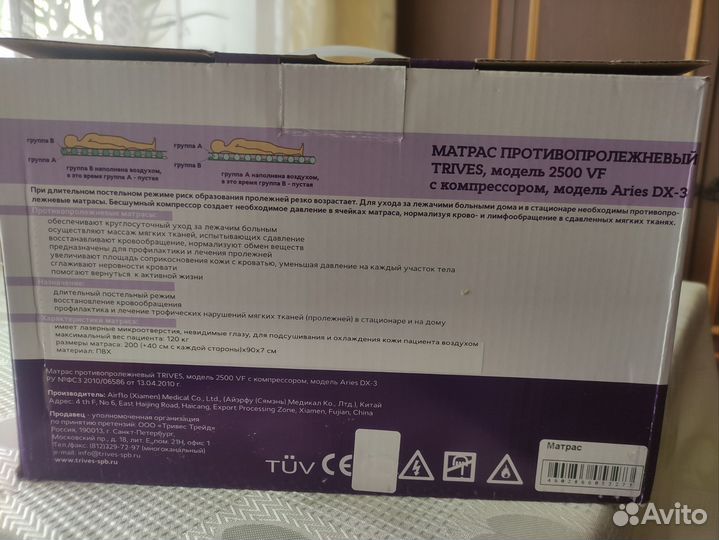 группа В
группа А
группа В наполнена воздухом,
в это время группа А - пустая
группа А
группа В
группа А наполнена воздухом,
в это время группа В - пустая
МАТРАС ПРОТИВОПРОЛЕЖНЕВЫЙ
TRIVES, модель 2500 VF
с компрессором, модель Aries DX-3
При длительном постельном режиме риск образования пролежней резко возрастает. Для ухода за лежачими больными дома и в стационаре необходимы противопро-
лежневые матрасы. Бесшумный компрессор создает необходимое давление в ячейках матраса, нормализуя крово- и лимфообращение в сдавленных мягких тканях.
Противопролежневые матрасы:
обеспечивают круглосуточный уход за лежачим больным
осуществляют массаж мягких тканей, испытывающих сдавление
восстанавливают кровообращение, нормализуют обмен веществ
предназначены для профилактики и лечения пролежней
увеличивают площадь соприкосновения кожи с кроватью, уменьшая давление на каждый участок тела
сглаживают неровности кровати
помогают вернуться к активной жизни
Назначение:
длительный постельный режим
восстановление кровообращения
профилактика и лечение трофических нарушений мягких тканей (пролежней) в стационаре и на дому
Характеристики матраса:
имеет лазерные микроотверстия, невидимые глазу, для подсушивания и охлаждения кожи пациента воздухом
максимальный вес пациента: 120 кг
размеры матраса: 200 (+40 см с каждой стороны)х90х7 см
материал: ПВХ
Матрас противопролежневый TRIVES, модель 2500 VF с компрессором, модель Aries DX-3
РУ №ФСЗ 2010/06586 от 13.04.2010 г.
Производитель: Airflo (Xiamen) Medical Co., Ltd., (Айрфу (Сямэнь) Медикал Ко., Лтд.), Китай
Адрес: 4 th F, No 6, East Haijing Road, Haicang, Export Processing Zone, Xiamen, Fujian, China
Продавец - уполномоченная организация
по принятию претензий: ООО «Тривес Трейд»
Россия, 190013, г. Санкт-Петербург,
Московский пр., д. 18, лит. Е, пом. 21Н, офис 1
Тел./факс: (812)329-72-97 (многоканальный)
e-mail: info@trives-spb.ru
www.trives-spb.ru
TÜV CE
Матрас
Avito